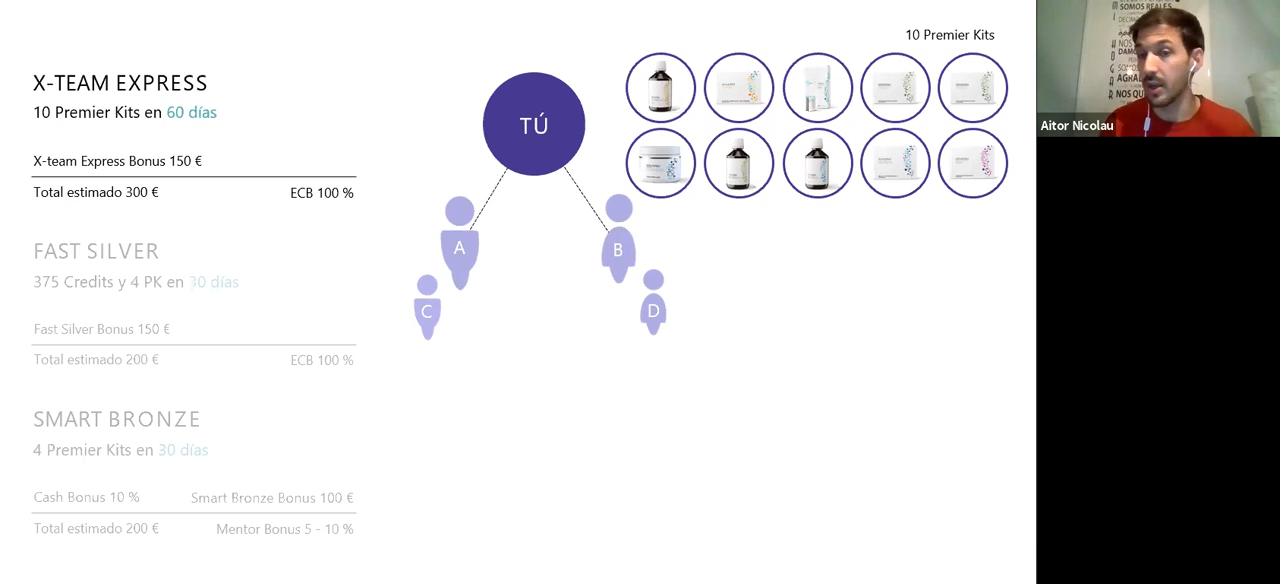 10 Premier Kits
X-TEAM EXPRESS
10 Premier Kits en 60 días
X-team Express Bonus 150 €
Total estimado 300 € ECB 100 %
FAST SILVER
375 Credits y 4 PK en 30 días
Fast Silver Bonus 150 €
Total estimado 200 € ECB 100 %
SMART BRONZE
4 Premier Kits en 30 días
Cash Bonus 10 % Smart Bronze Bonus 100 €
Total estimado 200 € Mentor Bonus 5 - 10 %
TÚ
A
B
C
D
SOMOS REALES
Aitor Nicolau